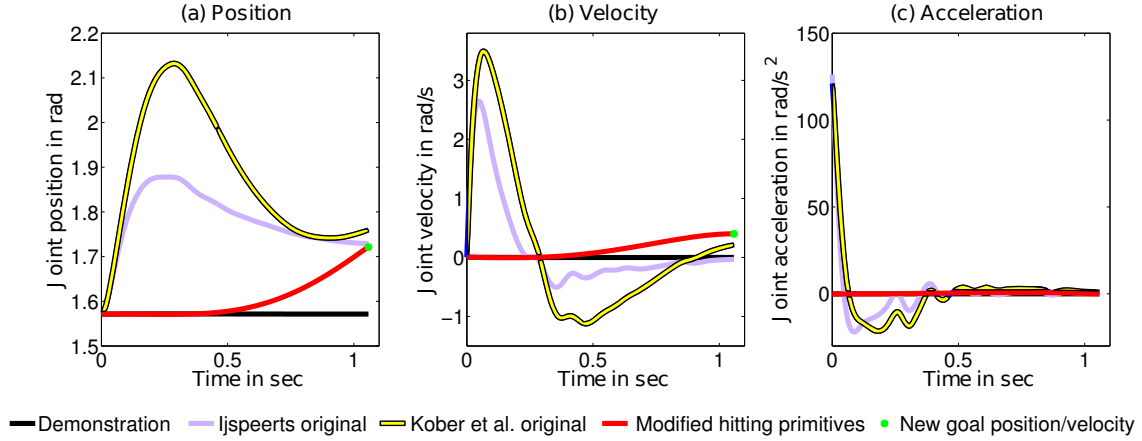 (a) Position
(b) Velocity
(c) Acceleration
J oint position in rad
2.2
2.1
2
1.9
1.8
1.7
1.6
1.5
0
0.5
1
Time in sec
J oint velocity in rad/s
3
2
1
0
−1
0
0.5
1
Time in sec
J oint acceleration in rad/s²
150
100
50
0
0
0.5
1
Time in sec
Demonstration
Ijspeerts original
Kober et al. original
Modified hitting primitives
New goal position/velocity